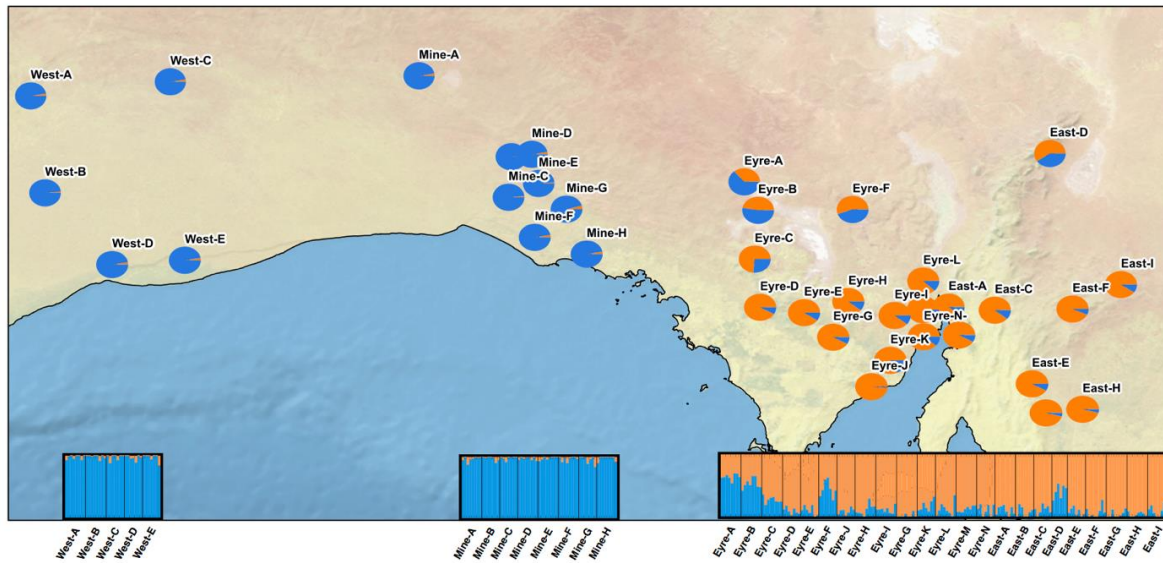 West-A
West-C
Mine-A
Mine-D
East-D
Mine-E
Eyre-A
West-B
Mine-C
Mine-G
Eyre-B
Eyre-F
Mine-F
West-D
West-E
Mine-H
Eyre-C
Eyre-L
East-I
Eyre-D
Eyre-E
Eyre-H
Eyre-I
East-A
East-C
East-F
Eyre-G
Eyre-N-
Eyre-K
Eyre-J
East-E
East-H
West-A West-B West-C West-D West-E
Mine-A Mine-B Mine-C Mine-D Mine-E Mine-F Mine-G Mine-H
Eyre-A Eyre-B Eyre-C Eyre-D Eyre-E Eyre-F Eyre-J Eyre-H Eyre-I Eyre-G Eyre-K Eyre-L Eyre-M Eyre-N East-A East-B East-C East-D East-E East-F East-G East-H East-I